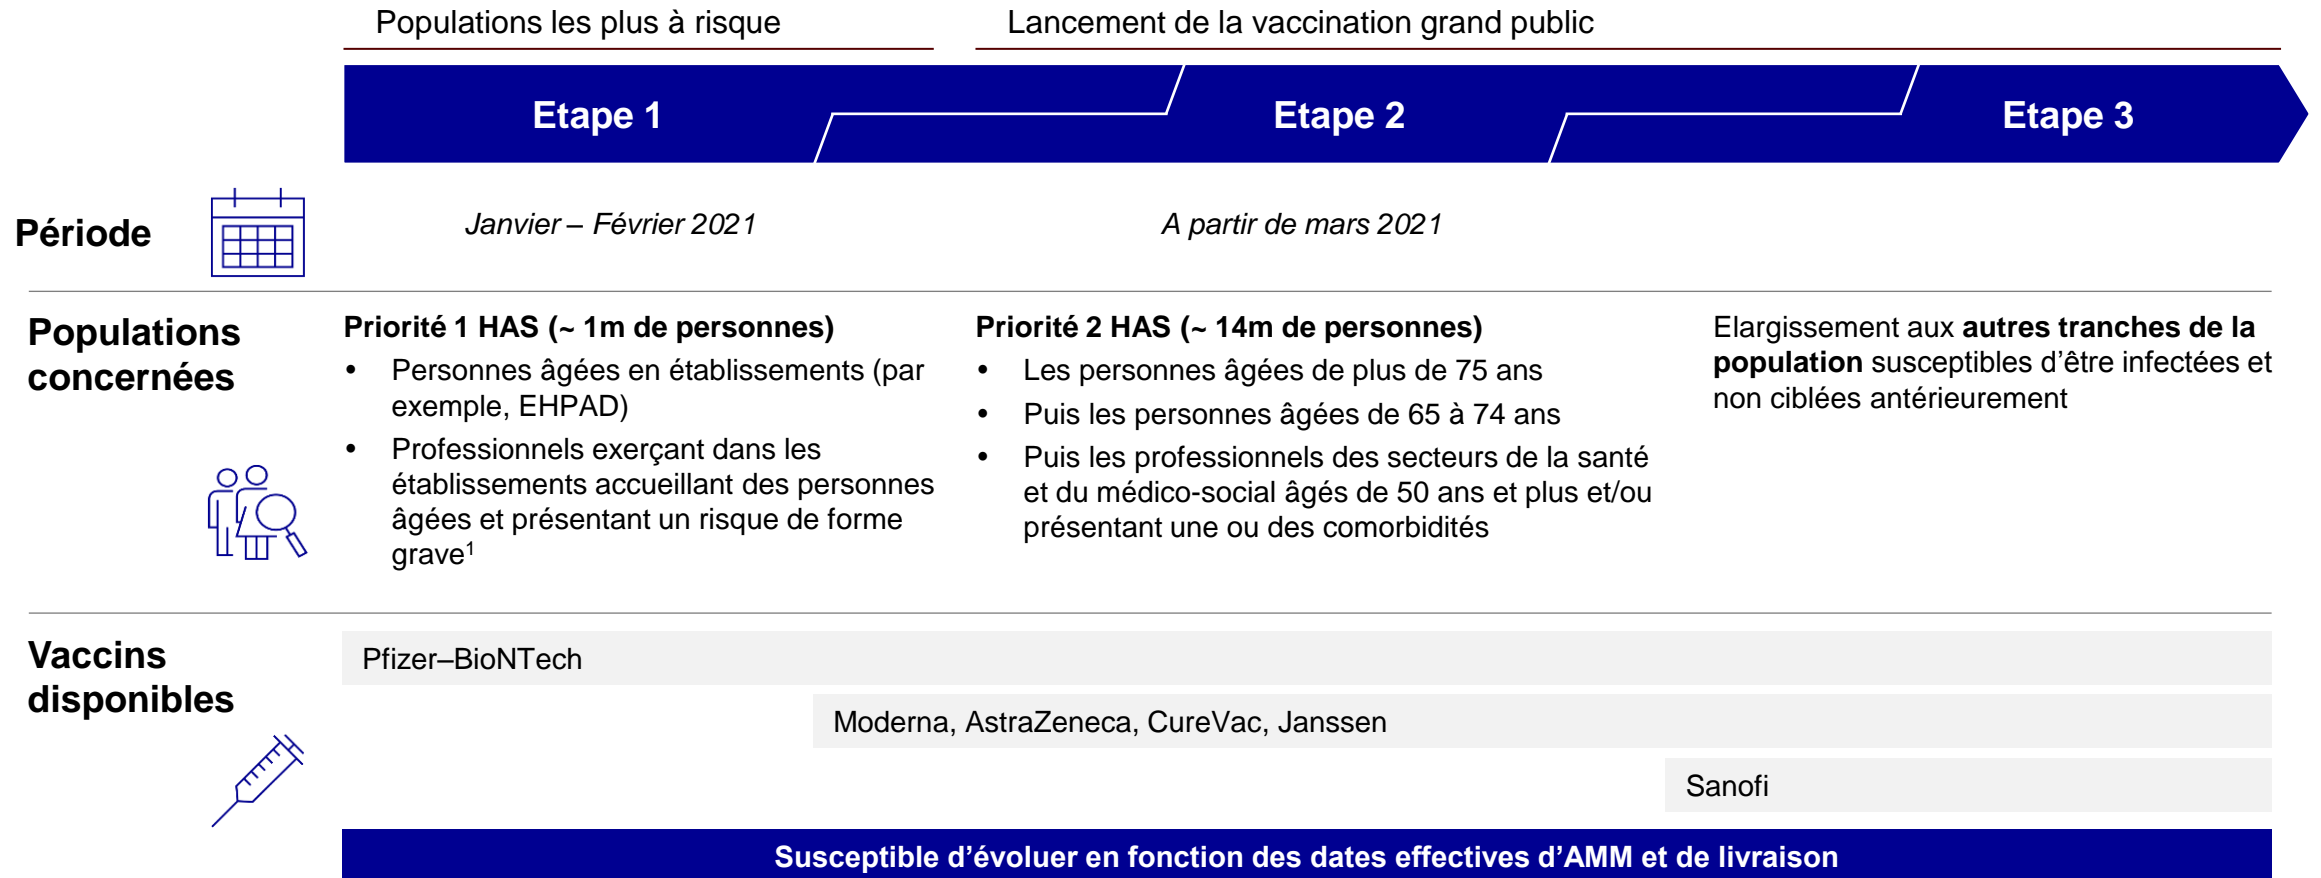 Populations les plus à risque
Lancement de la vaccination grand public
Etape 1
Etape 2
Etape 3
Période
Janvier – Février 2021
A partir de mars 2021
Populations
concernées
Priorité 1 HAS (~ 1m de personnes)
• Personnes âgées en établissements (par
exemple, EHPAD)
• Professionnels exerçant dans les
établissements accueillant des personnes
âgées et présentant un risque de forme
grave¹
Priorité 2 HAS (~ 14m de personnes)
• Les personnes âgées de plus de 75 ans
• Puis les personnes âgées de 65 à 74 ans
• Puis les professionnels des secteurs de la santé
et du médico-social âgés de 50 ans et plus et/ou
présentant une ou des comorbidités
Elargissement aux autres tranches de la
population susceptibles d’être infectées et
non ciblées antérieurement
Vaccins
disponibles
Pfizer–BioNTech
Moderna, AstraZeneca, CureVac, Janssen
Sanofi
Susceptible d’évoluer en fonction des dates effectives d’AMM et de livraison